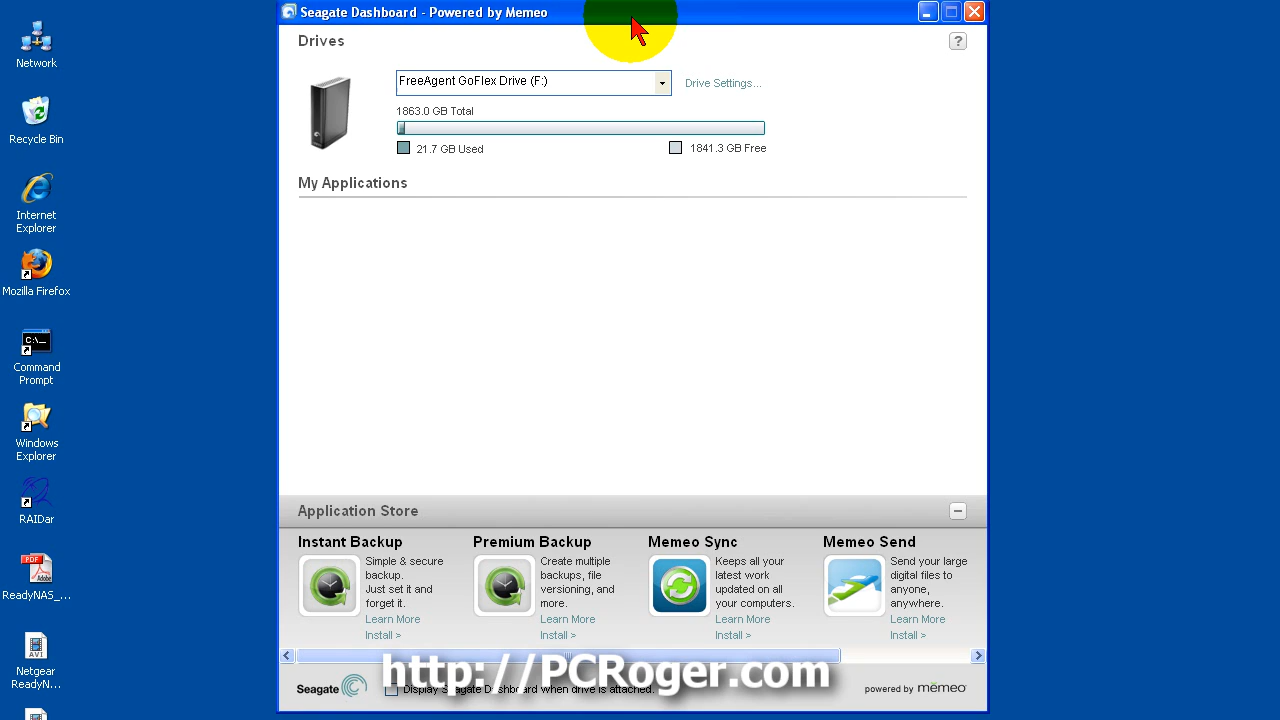 Seagate Dashboard - Powered by Memeo
Network
Recycle Bin
Internet
Explorer
Mozilla Firefox
C:\_
Command
Prompt
Windows
Explorer
RAIDar
PDF
Adobe
ReadyNAS_...
AVI
Netgear
ReadyN...
Drives
?
FreeAgent GoFlex Drive (F:)
Drive Settings...
1863.0 GB Total
21.7 GB Used
1841.3 GB Free
My Applications
Application Store
Instant Backup
Simple & secure
backup.
Just set it and
forget it.
Learn More
Install >
Premium Backup
Create multiple
backups, file
versioning, and
more.
Learn More
Install >
Memeo Sync
Keeps all your
latest work
updated on all
your computers.
Learn More
Install >
Memeo Send
Send your large
digital files to
anyone,
anywhere.
Learn More
Install >
http://PCRoger.com
Seagate
Display Seagate Dashboard when drive is attached.
powered by memeo